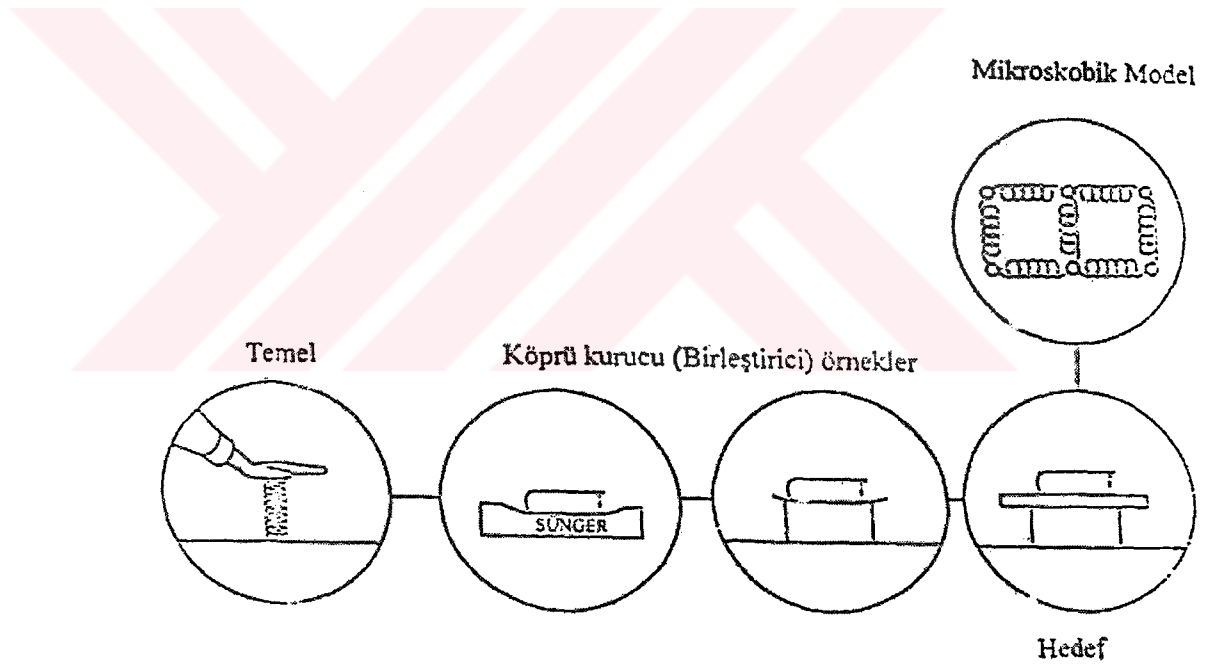 Mikroskobik Model
Temel
Köprü kurucu (Birleştirici) örnekler
SÜNGER
Hedef